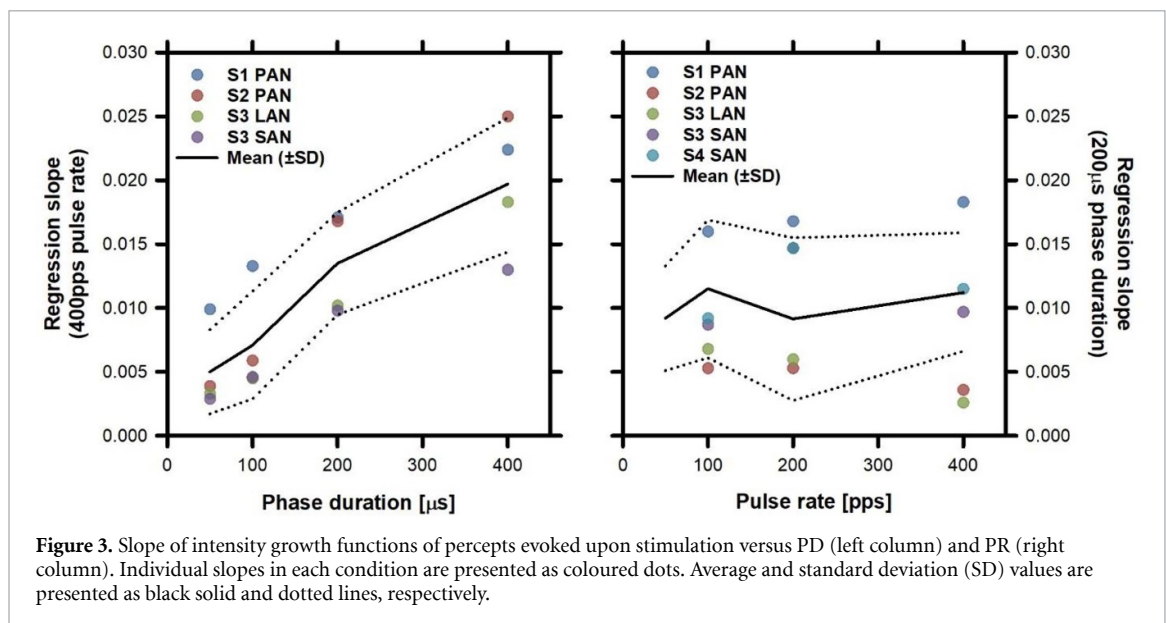 0.030
0.025
0.020
0.015
0.010
0.005
0.000
Regression slope
(400pps pulse rate)
S1 PAN
S2 PAN
S3 LAN
S3 SAN
Mean (±SD)
0 100 200 300 400
Phase duration [µs]
S1 PAN
S2 PAN
S3 LAN
S3 SAN
S4 SAN
Mean (±SD)
0 100 200 300 400
Pulse rate [pps]
0.030
0.025
0.020
0.015
0.010
0.005
0.000
Regression slope
(200µs phase duration)
Figure 3. Slope of intensity growth functions of percepts evoked upon stimulation versus PD (left column) and PR (right
column). Individual slopes in each condition are presented as coloured dots. Average and standard deviation (SD) values are
presented as black solid and dotted lines, respectively.